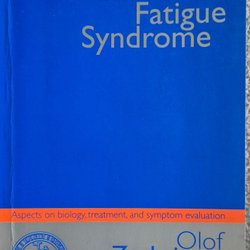 Fatigue
Syndrome
Aspects on biology, treatment, and symptom evaluation
Olof